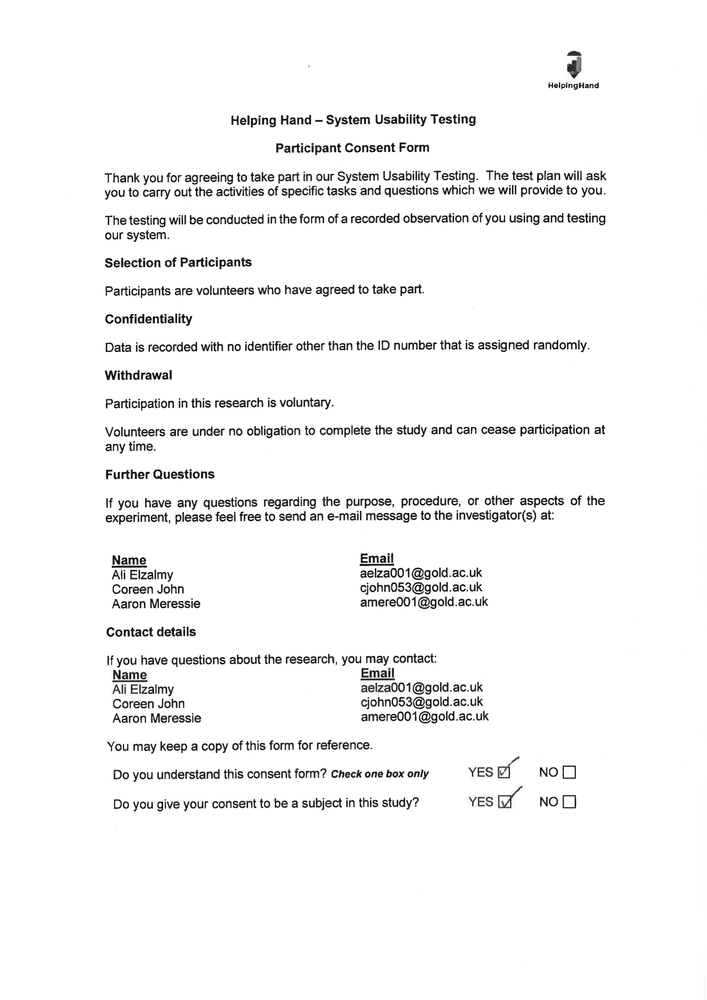 HelpingHand
Helping Hand – System Usability Testing
Participant Consent Form
Thank you for agreeing to take part in our System Usability Testing.  The test plan will ask
you to carry out the activities of specific tasks and questions which we will provide to you.
The testing will be conducted in the form of a recorded observation of you using and testing
our system.
Selection of Participants
Participants are volunteers who have agreed to take part.
Confidentiality
Data is recorded with no identifier other than the ID number that is assigned randomly.
Withdrawal
Participation in this research is voluntary.
Volunteers are under no obligation to complete the study and can cease participation at
any time.
Further Questions
If you have any questions regarding the purpose, procedure, or other aspects of the
experiment, please feel free to send an e-mail message to the investigator(s) at:
Name Email
Ali Elzalmy aelza001@gold.ac.uk
Coreen John cjohn053@gold.ac.uk
Aaron Meressie amere001@gold.ac.uk
Contact details
If you have questions about the research, you may contact:
Name Email
Ali Elzalmy aelza001@gold.ac.uk
Coreen John cjohn053@gold.ac.uk
Aaron Meressie amere001@gold.ac.uk
You may keep a copy of this form for reference.
Do you understand this consent form? Check one box only YES ☑ NO ☐
Do you give your consent to be a subject in this study? YES ☑ NO ☐